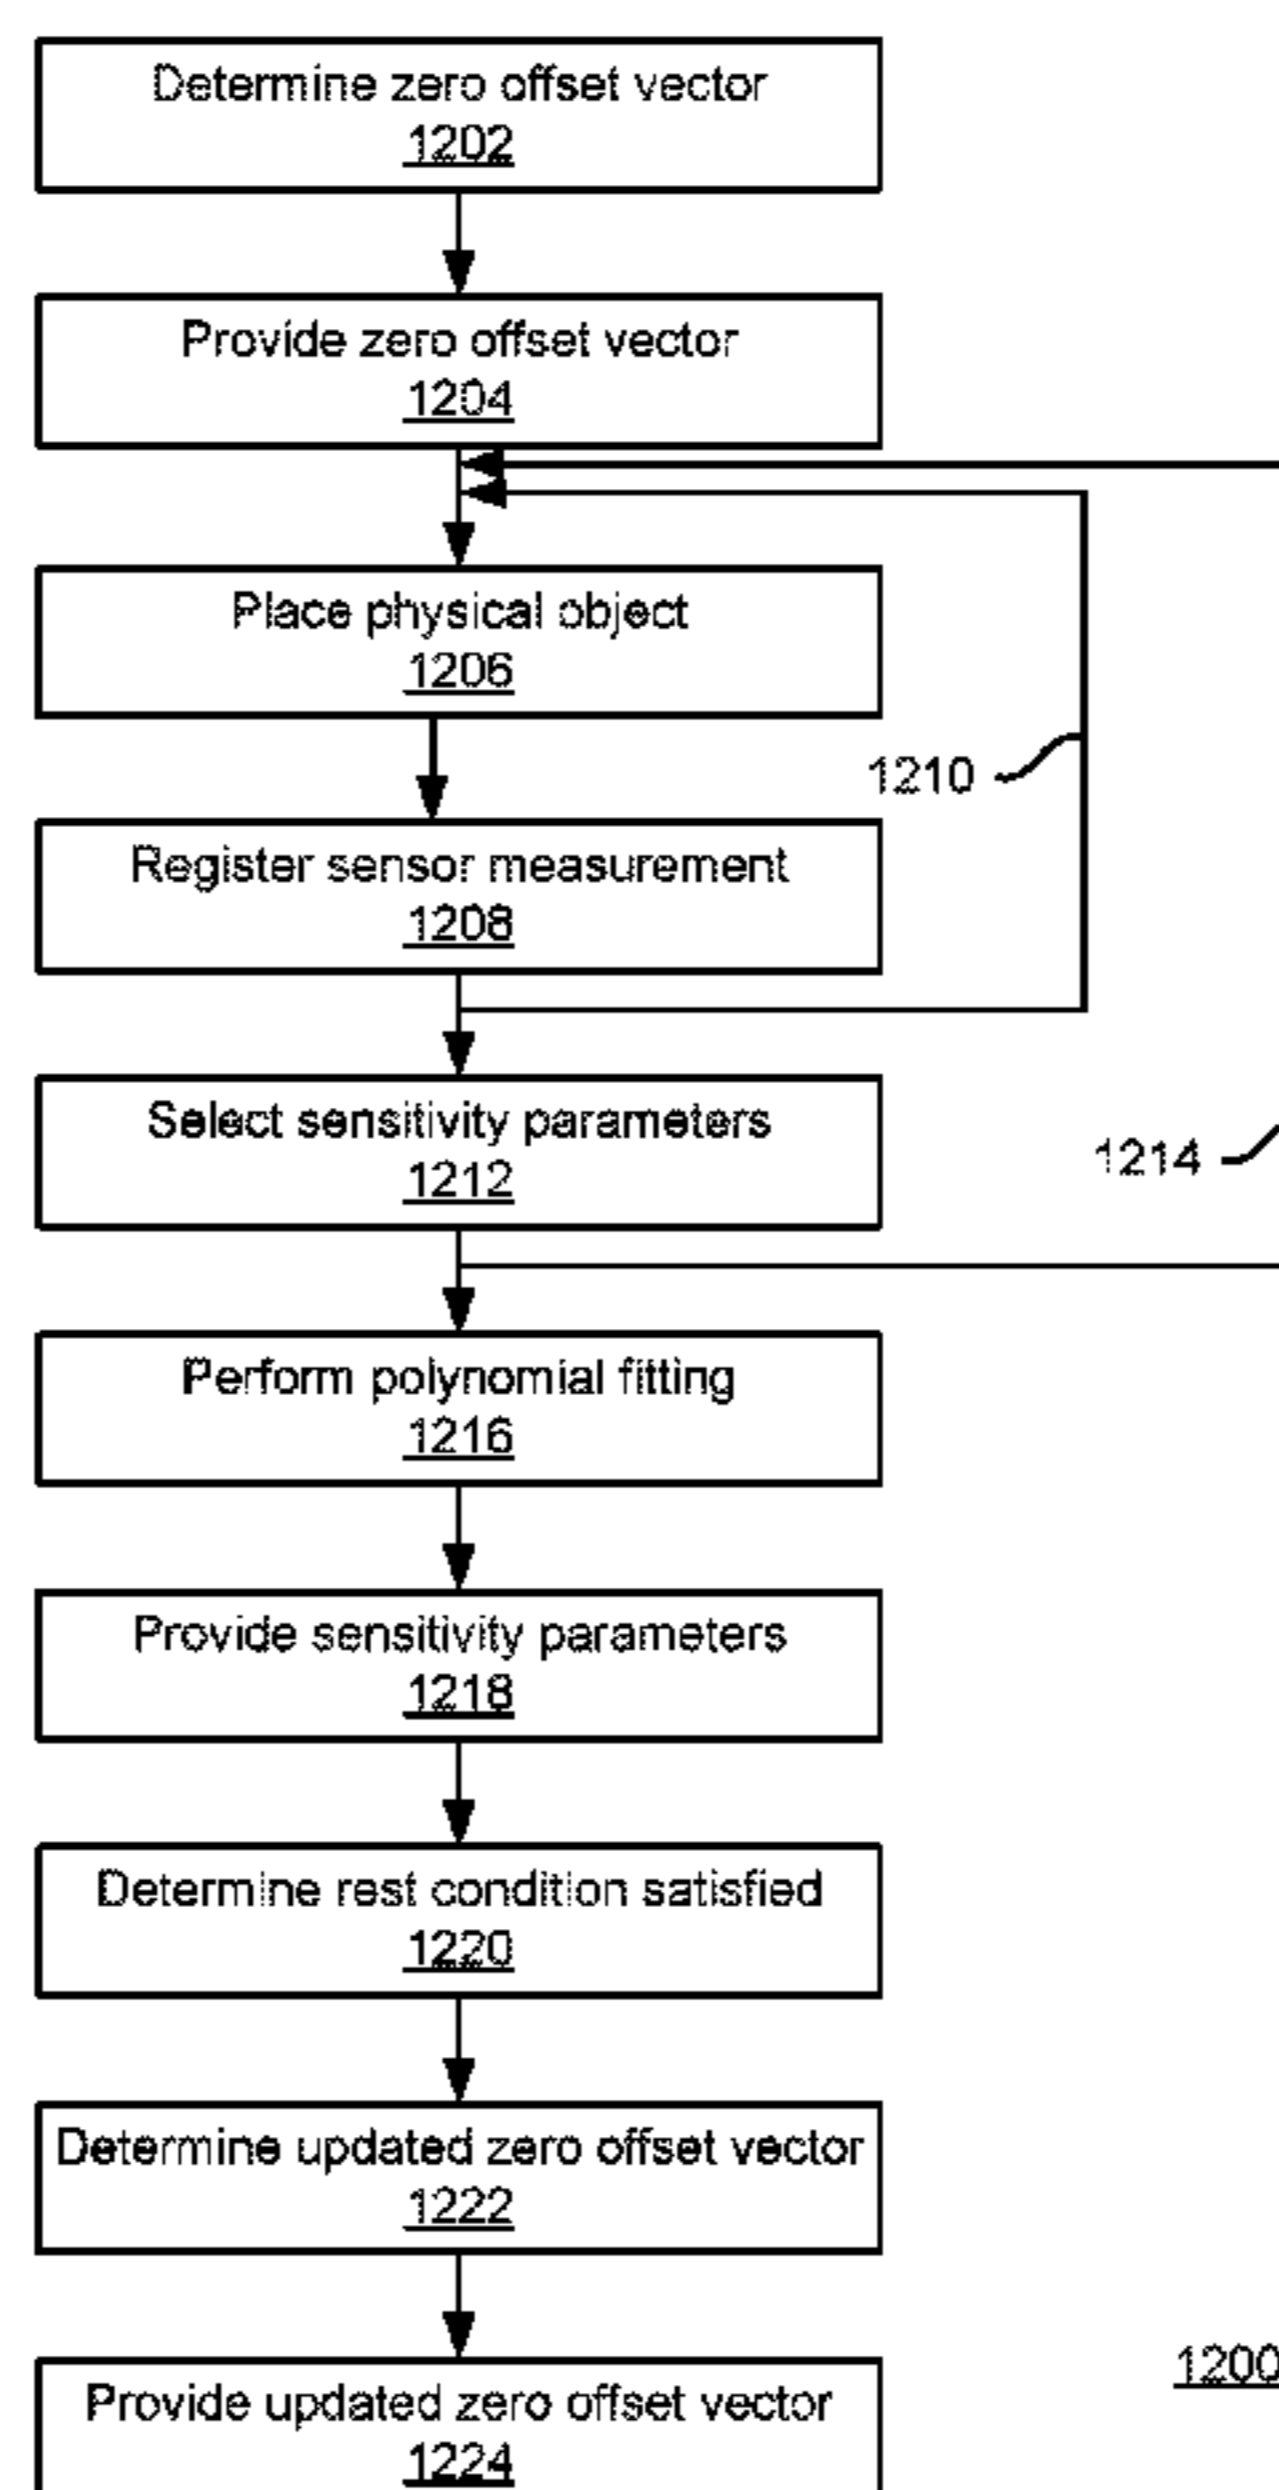 Determine zero offset vector
1202
Provide zero offset vector
1204
Place physical object
1206
1210
Register sensor measurement
1208
Select sensitivity parameters
1212
1214
Perform polynomial fitting
1216
Provide sensitivity parameters
1218
Determine rest condition satisfied
1220
Determine updated zero offset vector
1222
Provide updated zero offset vector
1224
1200